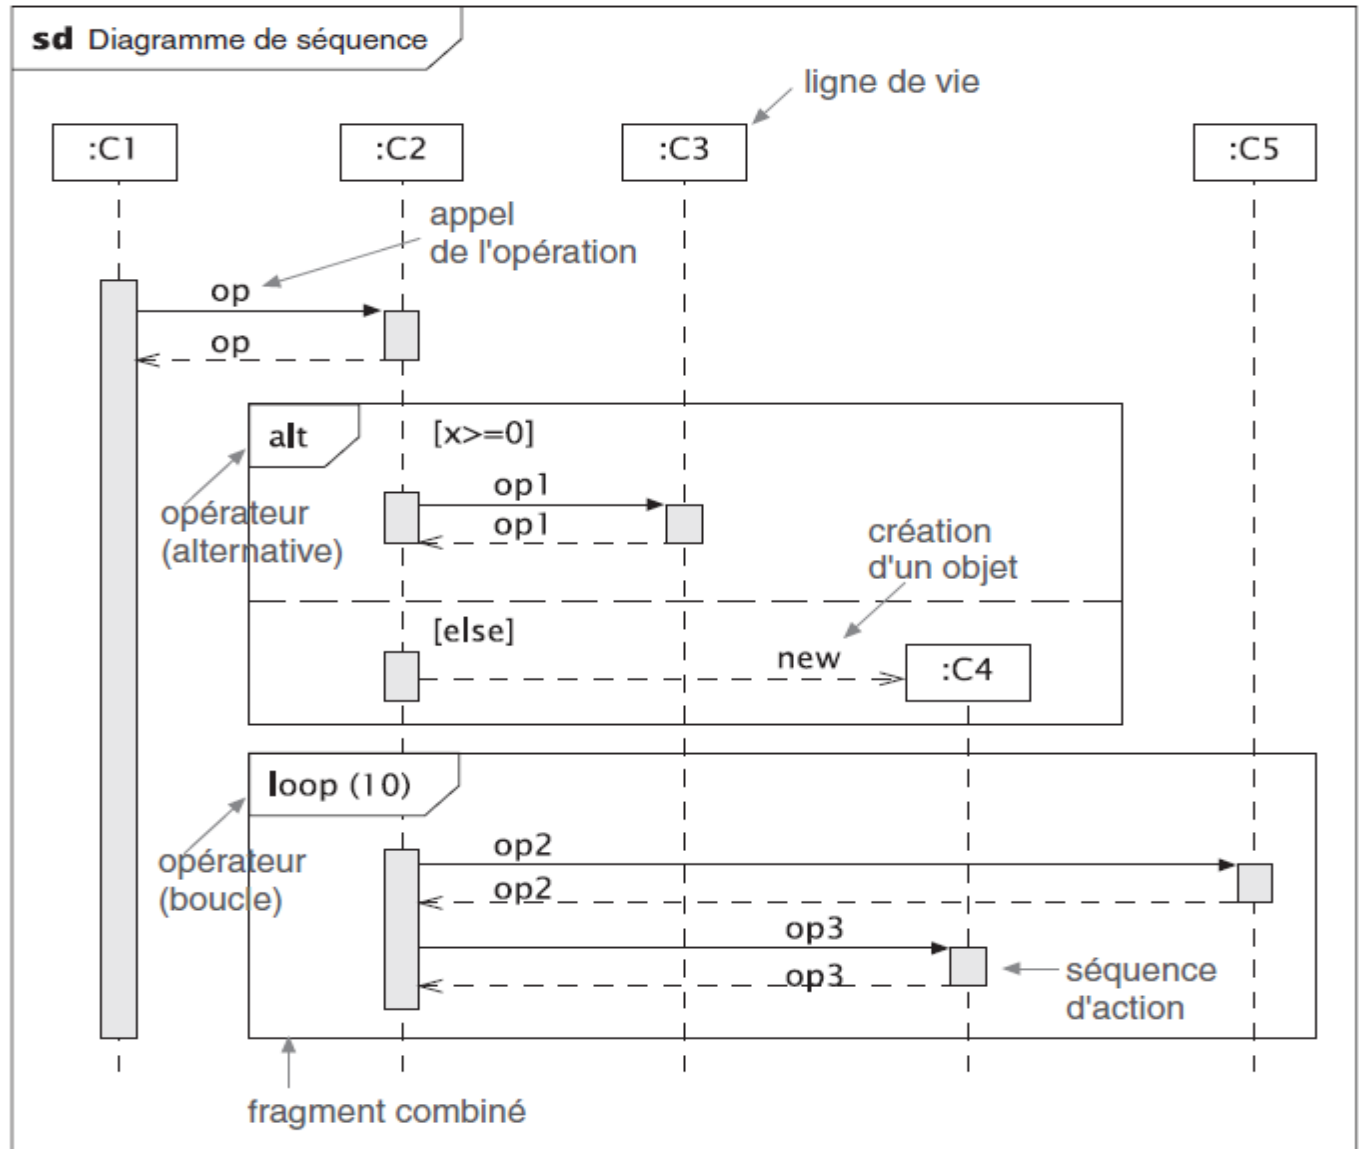 sd Diagramme de séquence
ligne de vie
:C1
:C2
:C3
:C5
appel
de l'opération
op
op
alt
[x>=0]
op1
op1
opérateur
(alternative)
création
d'un objet
[else]
new
:C4
loop (10)
opérateur
(boucle)
op2
op2
op3
op3
séquence
d'action
fragment combiné